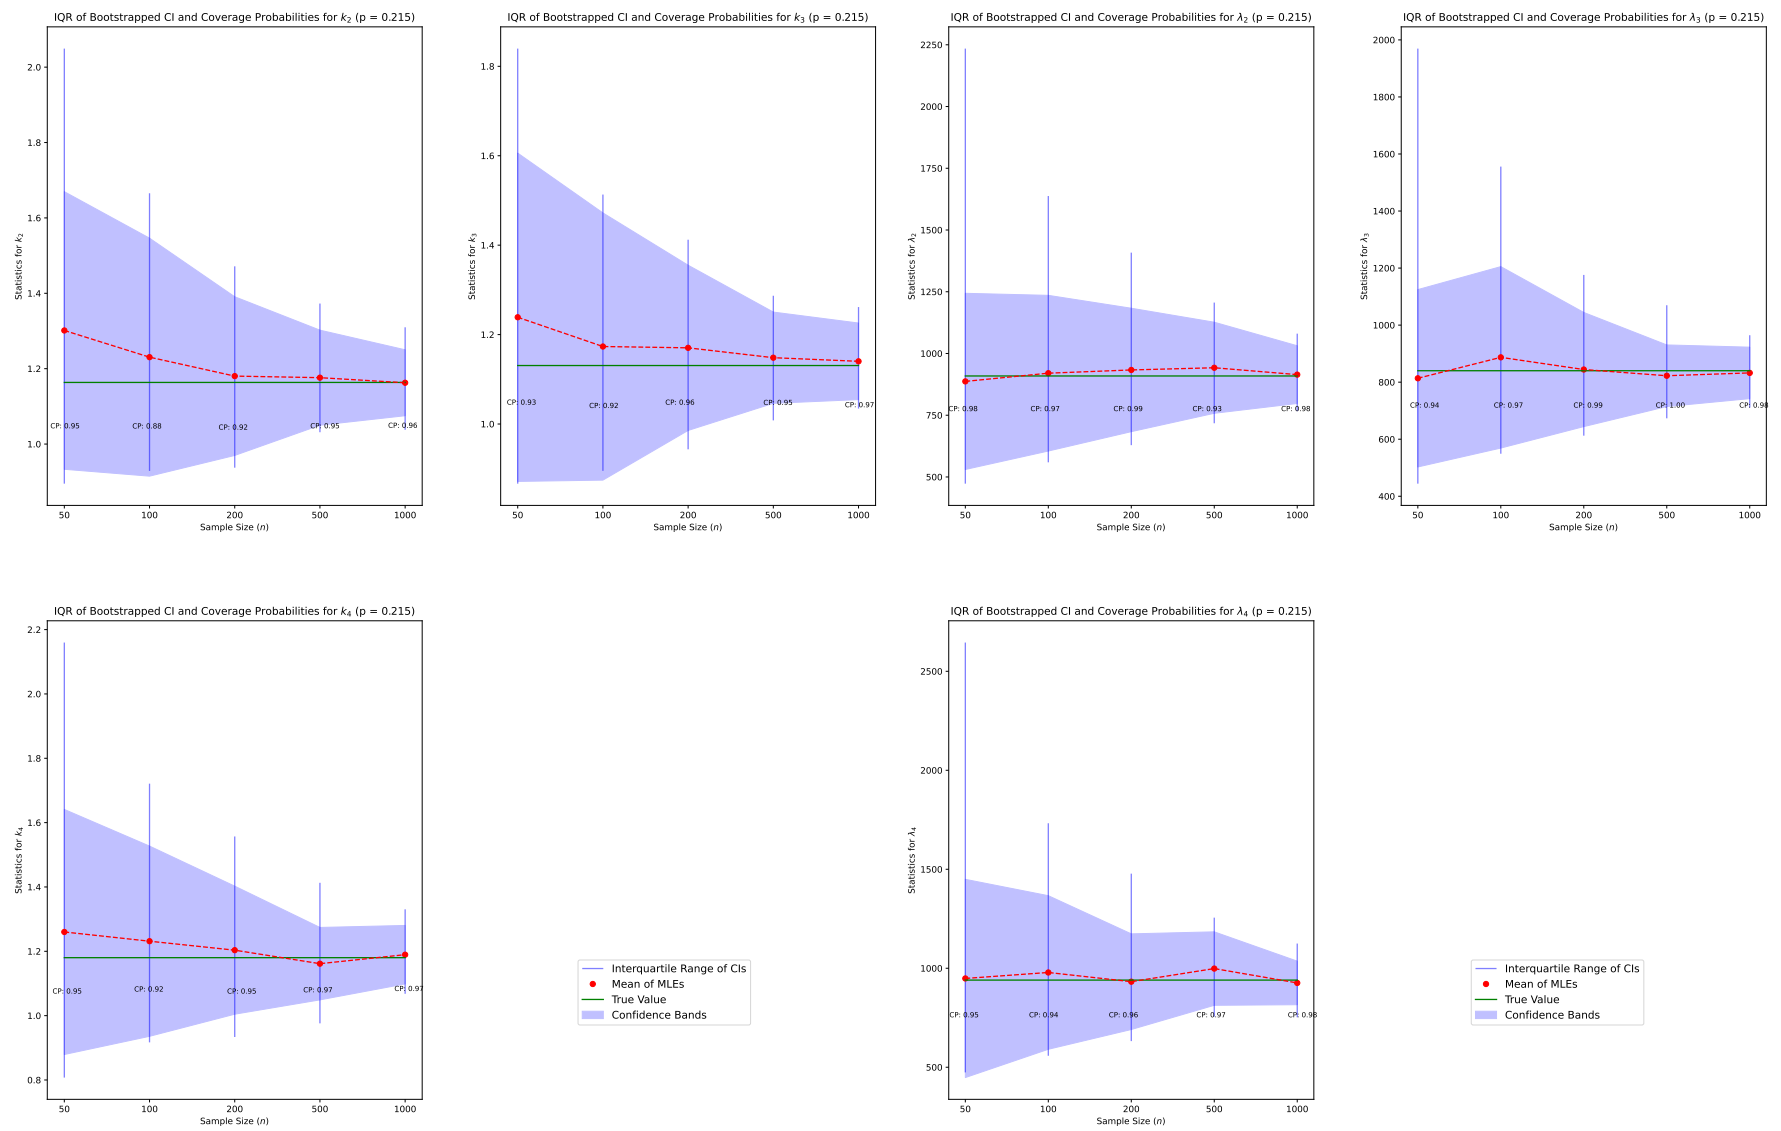 IQR of Bootstrapped CI and Coverage Probabilities for k₂ (p = 0.215)
Statistics for k₂
2.0
1.8
1.6
1.4
1.2
1.0
CP: 0.95
CP: 0.88
CP: 0.92
CP: 0.95
CP: 0.96
50
100
200
500
1000
Sample Size (n)
IQR of Bootstrapped CI and Coverage Probabilities for k₃ (p = 0.215)
Statistics for k₃
1.8
1.6
1.4
1.2
1.0
CP: 0.93
CP: 0.92
CP: 0.96
CP: 0.95
CP: 0.97
50
100
200
500
1000
Sample Size (n)
IQR of Bootstrapped CI and Coverage Probabilities for λ₂ (p = 0.215)
Statistics for λ₂
2250
2000
1750
1500
1250
1000
750
500
CP: 0.98
CP: 0.97
CP: 0.99
CP: 0.93
CP: 0.98
50
100
200
500
1000
Sample Size (n)
IQR of Bootstrapped CI and Coverage Probabilities for λ₃ (p = 0.215)
Statistics for λ₃
2000
1800
1600
1400
1200
1000
800
600
400
CP: 0.94
CP: 0.97
CP: 0.99
CP: 1.00
CP: 0.98
50
100
200
500
1000
Sample Size (n)
IQR of Bootstrapped CI and Coverage Probabilities for k₄ (p = 0.215)
Statistics for k₄
2.2
2.0
1.8
1.6
1.4
1.2
1.0
0.8
CP: 0.95
CP: 0.92
CP: 0.95
CP: 0.97
CP: 0.97
50
100
200
500
1000
Sample Size (n)
Interquartile Range of CIs
Mean of MLEs
True Value
Confidence Bands
IQR of Bootstrapped CI and Coverage Probabilities for λ₄ (p = 0.215)
Statistics for λ₄
2500
2000
1500
1000
500
CP: 0.95
CP: 0.94
CP: 0.96
CP: 0.97
CP: 0.98
50
100
200
500
1000
Sample Size (n)
Interquartile Range of CIs
Mean of MLEs
True Value
Confidence Bands